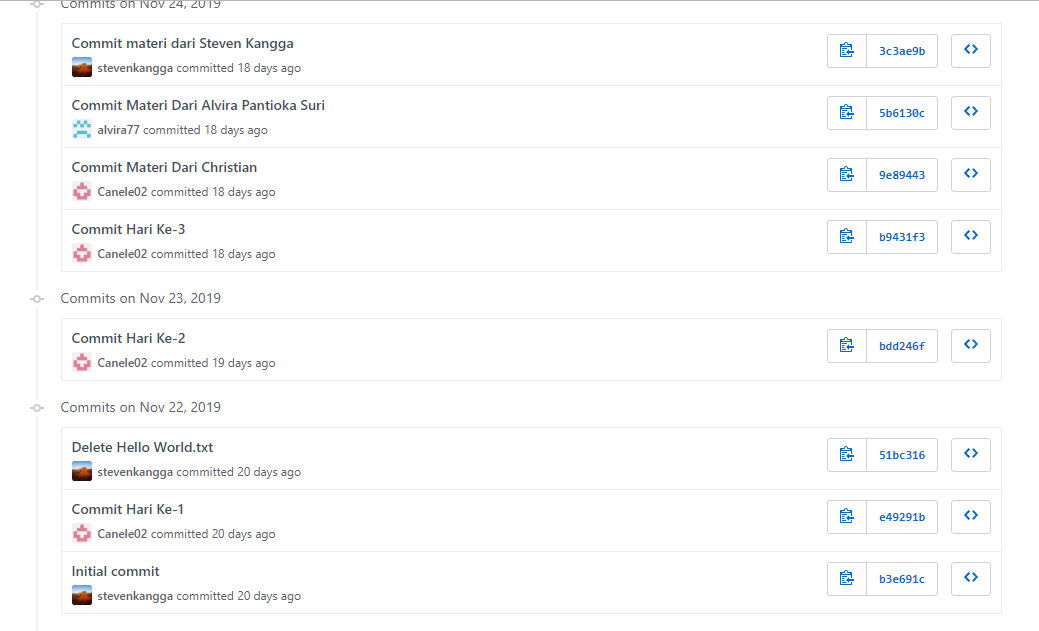 Commits on Nov 24, 2019
Commit materi dari Steven Kangga
3c3ae9b
stevenkangga committed 18 days ago
Commit Materi Dari Alvira Pantioka Suri
5b6130c
alvira77 committed 18 days ago
Commit Materi Dari Christian
9e89443
Canele02 committed 18 days ago
Commit Hari Ke-3
b9431f3
Canele02 committed 18 days ago
Commits on Nov 23, 2019
Commit Hari Ke-2
bdd246f
Canele02 committed 19 days ago
Commits on Nov 22, 2019
Delete Hello World.txt
51bc316
stevenkangga committed 20 days ago
Commit Hari Ke-1
e49291b
Canele02 committed 20 days ago
Initial commit
b3e691c
stevenkangga committed 20 days ago